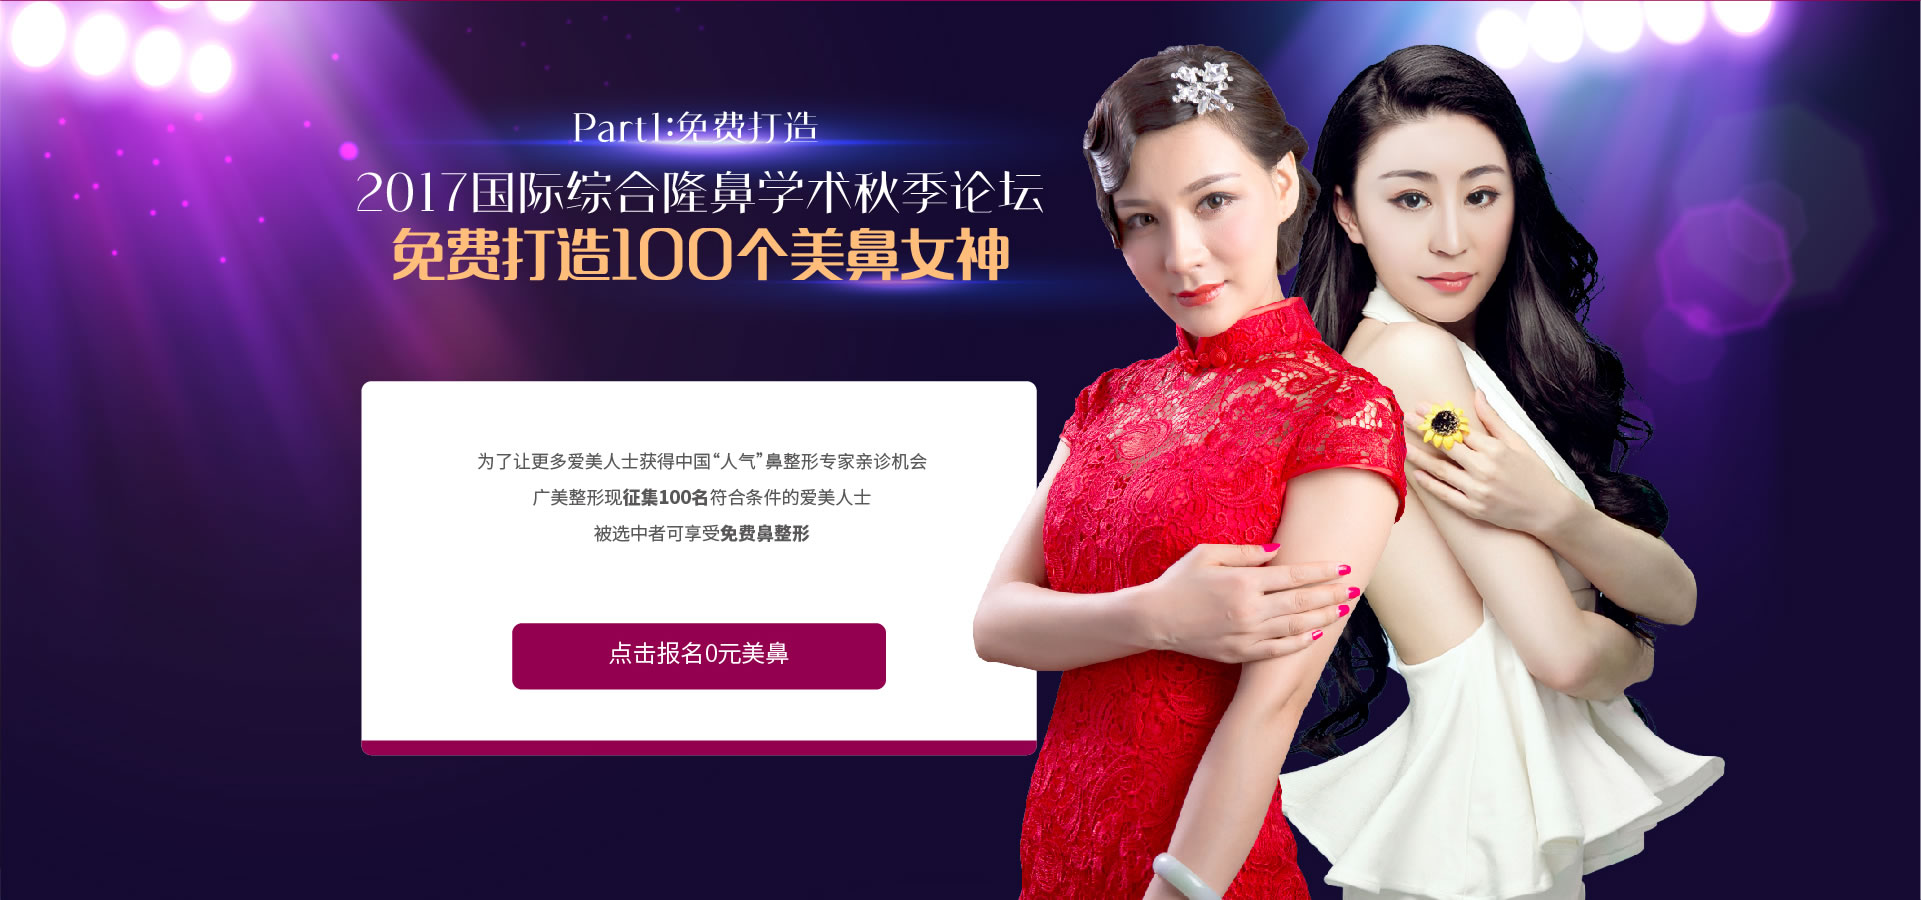 Part1:免费打造
2017国际综合隆鼻学术秋季论坛
免费打造100个美鼻女神
为了让更多爱美人士获得中国“人气”鼻整形专家亲诊机会
广美整形现征集100名符合条件的爱美人士
被选中者可享受免费鼻整形
点击报名0元美鼻